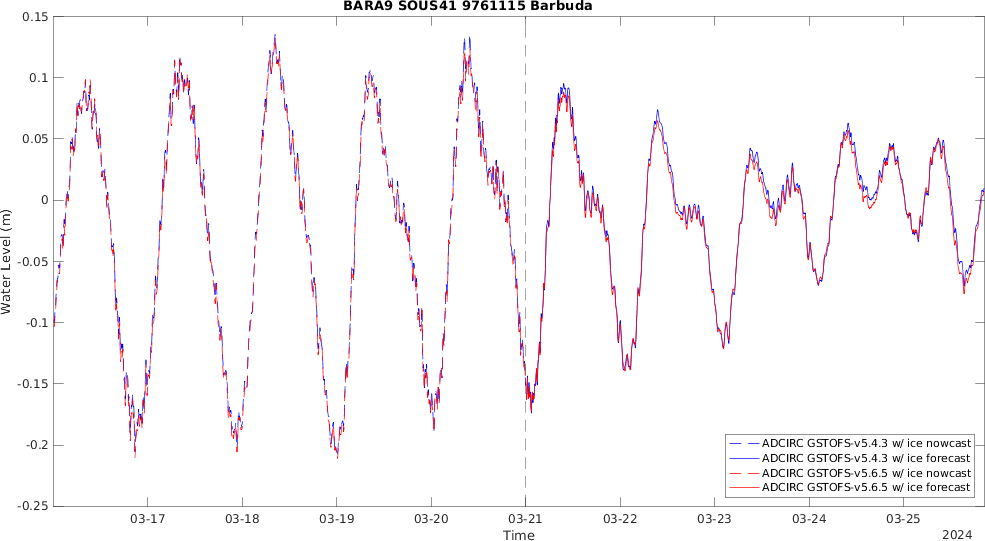 BARA9 SOUS41 9761115 Barbuda
0.15
0.1
0.05
0
-0.05
-0.1
-0.15
-0.2
-0.25
Water Level (m)
ADCIRC GSTOFS-v5.4.3 w/ ice nowcast
ADCIRC GSTOFS-v5.4.3 w/ ice forecast
ADCIRC GSTOFS-v5.6.5 w/ ice nowcast
ADCIRC GSTOFS-v5.6.5 w/ ice forecast
03-17 03-18 03-19 03-20 03-21 03-22 03-23 03-24 03-25
Time
2024